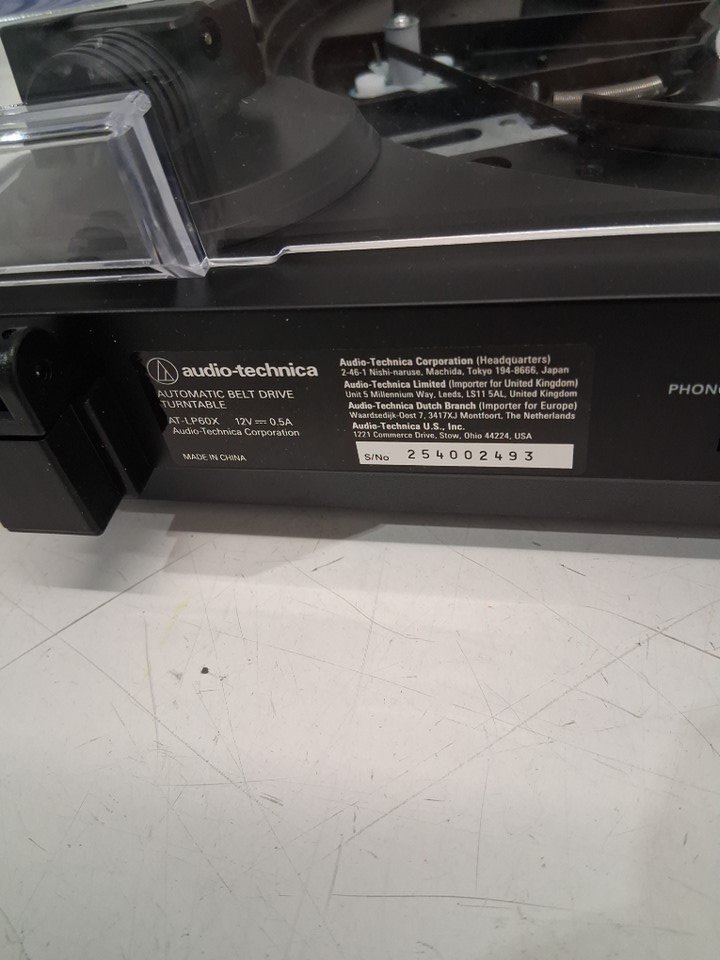 audio-technica
AUTOMATIC BELT DRIVE
TURNTABLE
AT-LP60X 12V 0.5A
Audio-Technica Corporation
MADE IN CHINA
Audio-Technica Corporation (Headquarters)
2-46-1 Nishi-naruse, Machida, Tokyo 194-8666, Japan
Audio-Technica Limited (Importer for United Kingdom)
Unit 5 Millennium Way, Leeds, LS11 5AL, United Kingdom
Audio-Technica Dutch Branch (Importer for Europe)
Waardsedijk-Oost 7, 3417XJ Montfoort, The Netherlands
Audio-Technica U.S., Inc.
1221 Commerce Drive, Stow, Ohio 44224, USA
S/No 254002493
PHONO